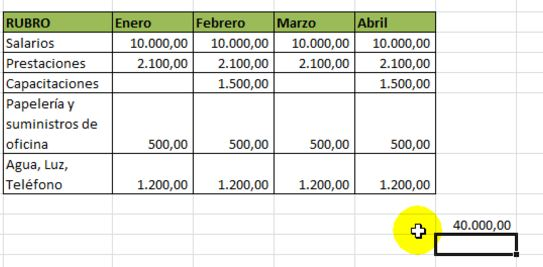 RUBRO Enero Febrero Marzo Abril
Salarios 10.000,00 10.000,00 10.000,00 10.000,00
Prestaciones 2.100,00 2.100,00 2.100,00 2.100,00
Capacitaciones 1.500,00 1.500,00
Papelería y
suministros de
oficina 500,00 500,00 500,00 500,00
Agua, Luz,
Teléfono 1.200,00 1.200,00 1.200,00 1.200,00
40.000,00